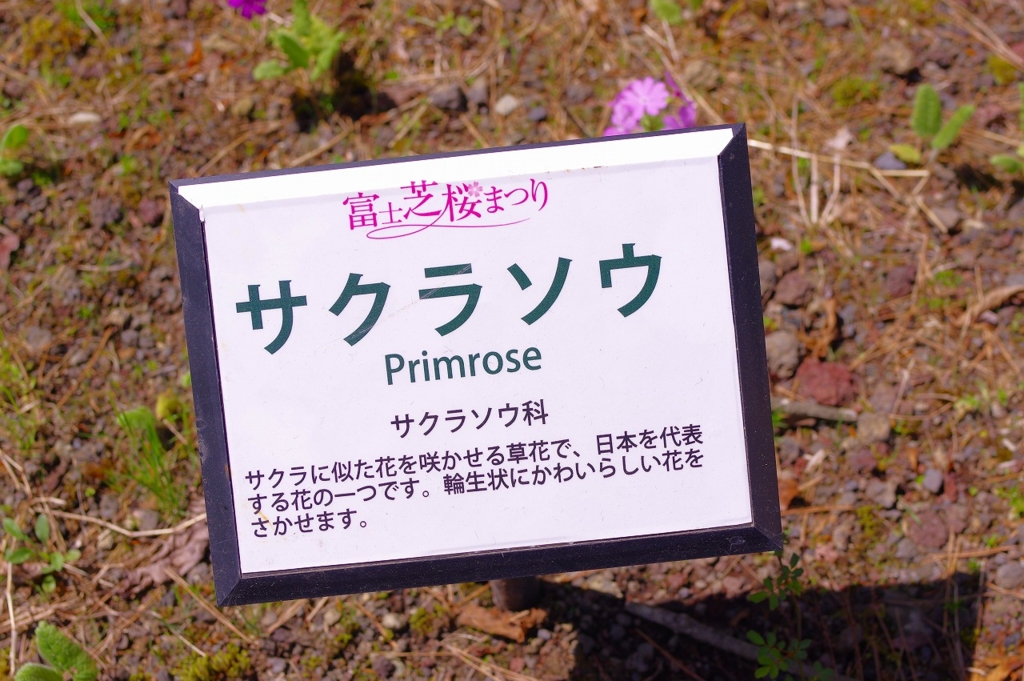 富士芝桜まつり
サクラソウ
Primrose
サクラソウ科
サクラに似た花を咲かせる草花で、日本を代表
する花の一つです。輪生状にかわいらしい花を
さかせます。